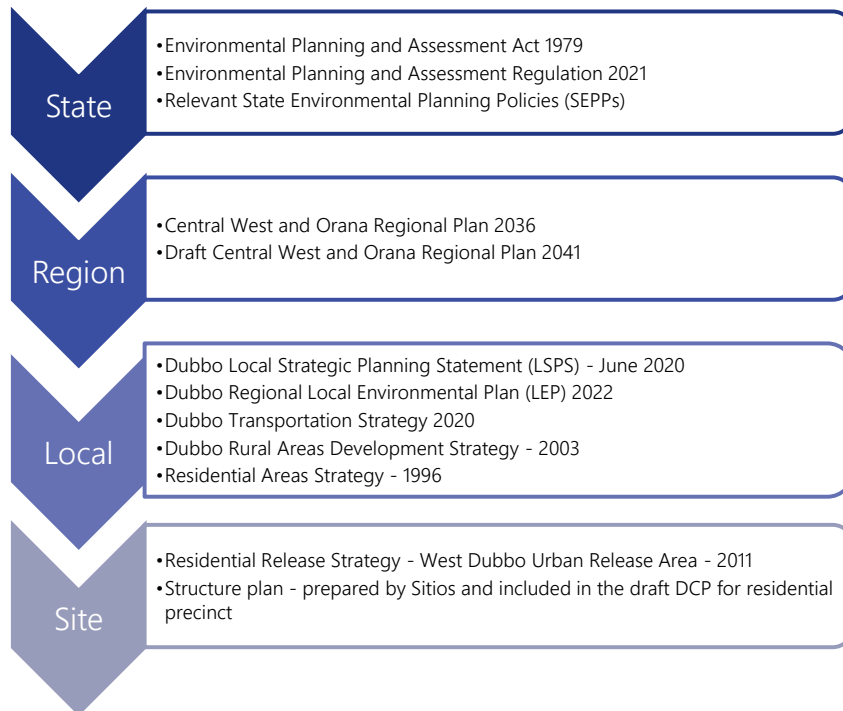 State
•Environmental Planning and Assessment Act 1979
•Environmental Planning and Assessment Regulation 2021
•Relevant State Environmental Planning Policies (SEPPs)
Region
•Central West and Orana Regional Plan 2036
•Draft Central West and Orana Regional Plan 2041
Local
•Dubbo Local Strategic Planning Statement (LSPS) - June 2020
•Dubbo Regional Local Environmental Plan (LEP) 2022
•Dubbo Transportation Strategy 2020
•Dubbo Rural Areas Development Strategy - 2003
•Residential Areas Strategy - 1996
Site
•Residential Release Strategy - West Dubbo Urban Release Area - 2011
•Structure plan - prepared by Sitios and included in the draft DCP for residential
precinct